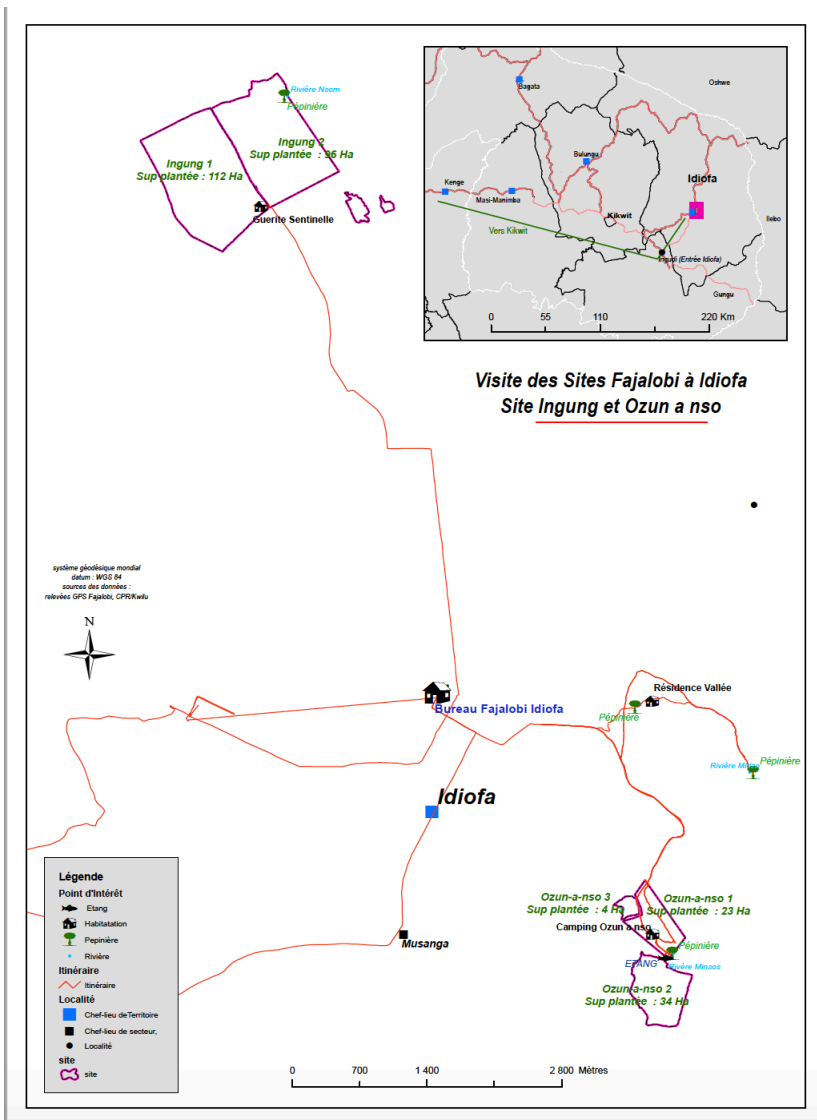 Rivière Nsom
Pépinière
Ingung 1
Sup plantée : 112 Ha
Ingung 2
Sup plantée : 96 Ha
Guerite Sentinelle
Bagata
Oshwe
Bulungu
Kenge
Masi-Manimba
Idiofa
Kikwit
Ilebo
Vers Kikwit
Ingudi (Entrée Idiofa)
Gungu
0 55 110 220 Km
Visite des Sites Fajalobi à Idiofa
Site Ingung et Ozun a nso
système géodesique mondial
datum : WGS 84
sources des données :
relevées GPS Fajalobi, CPR/Kwilu
N
Bureau Fajalobi Idiofa
Résidence Vallée
Pépinière
Pépinière
Rivière
Idiofa
Musanga
Ozun-a-nso 3
Sup plantée : 4 Ha
Ozun-a-nso 1
Sup plantée : 23 Ha
Camping Ozun a nso
Pépinière
ETANG
Rivière Minsos
Ozun-a-nso 2
Sup plantée : 34 Ha
Légende
Point d'Intérêt
Etang
Habitatation
Pepinière
Rivière
Itinéraire
Itinéraire
Localité
Chef-lieu deTerritoire
Chef-lieu de secteur,
Localité
site
site
0 700 1 400 2 800 Mètres